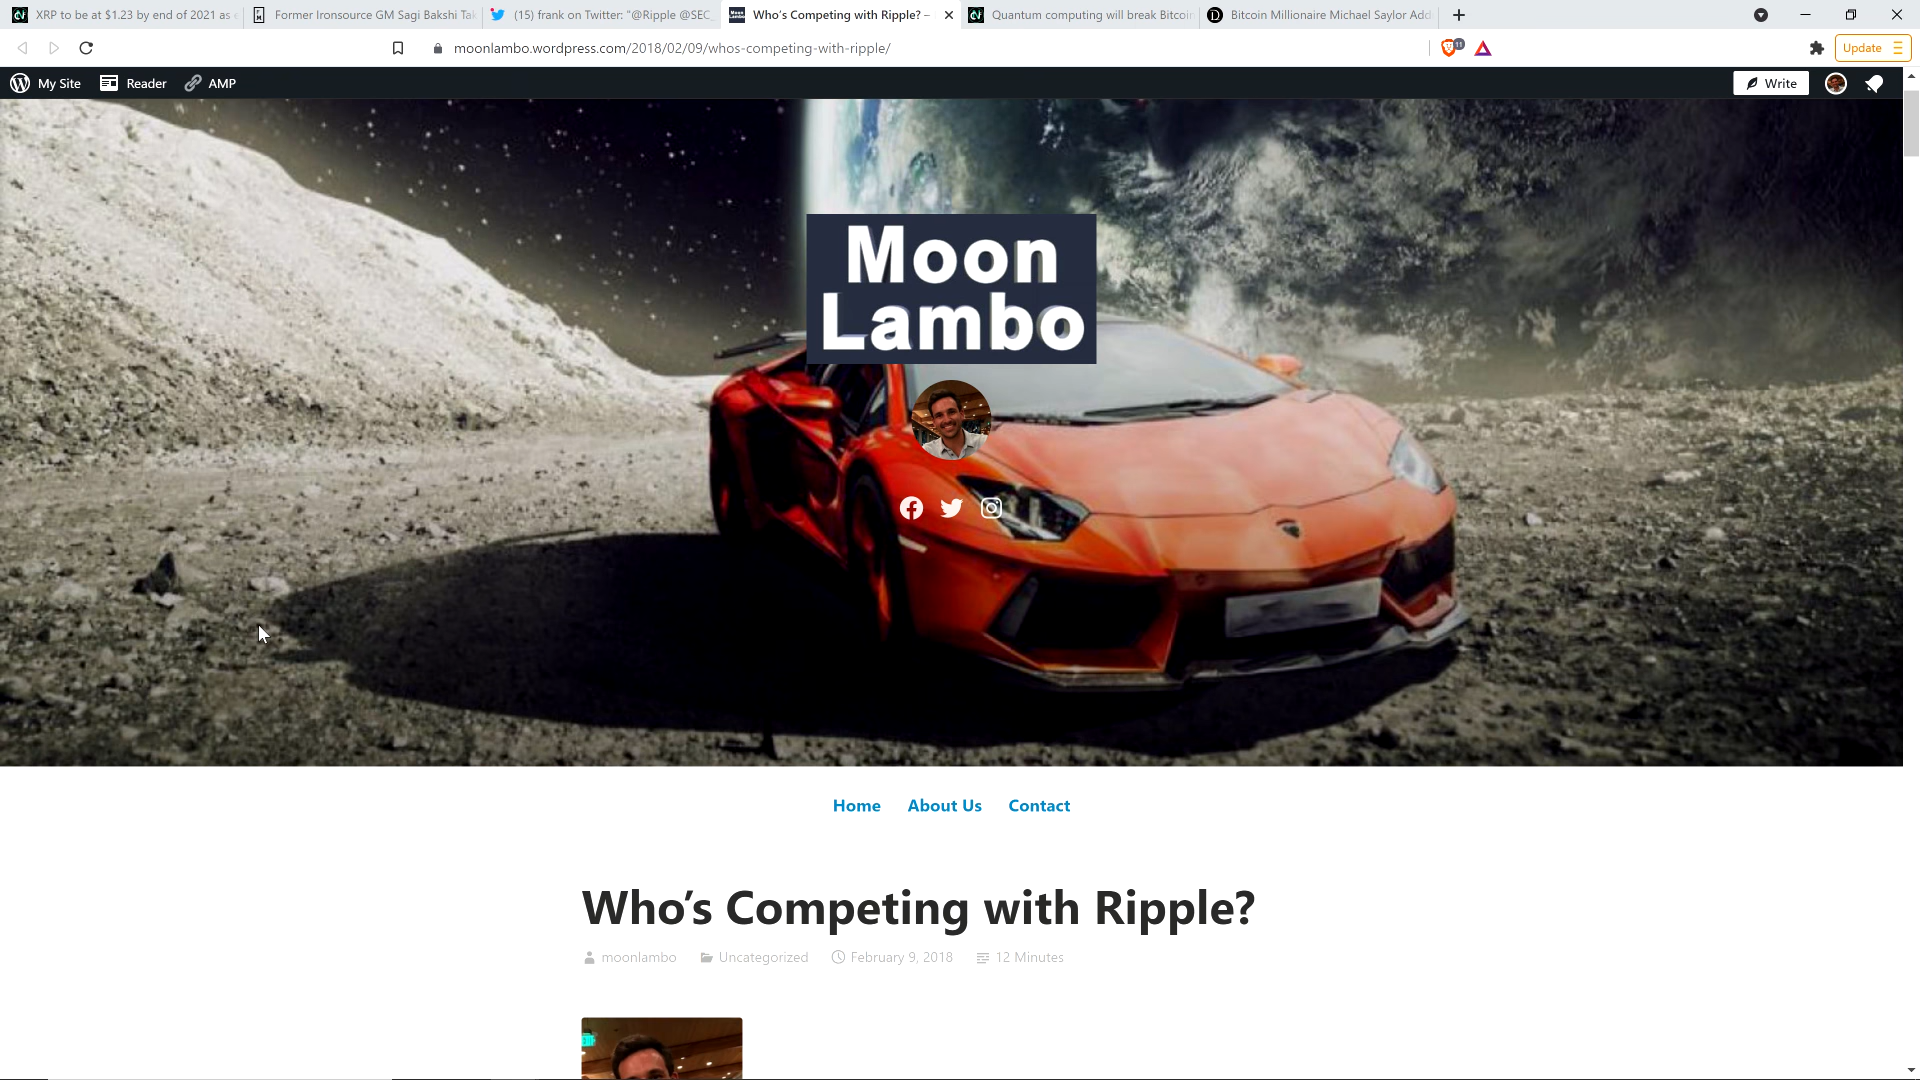 XRP to be at $1.23 by end of 2021 as
Former Ironsource GM Sagi Bakshi Tak
(15) frank on Twitter: "@Ripple @SEC_
Who's Competing with Ripple? –
Quantum computing will break Bitcoin
Bitcoin Millionaire Michael Saylor Add
moonlambo.wordpress.com/2018/02/09/whos-competing-with-ripple/
11
Update
My Site
Reader
AMP
Write
Moon
Lambo
Home
About Us
Contact
Who's Competing with Ripple?
moonlambo
Uncategorized
February 9, 2018
12 Minutes